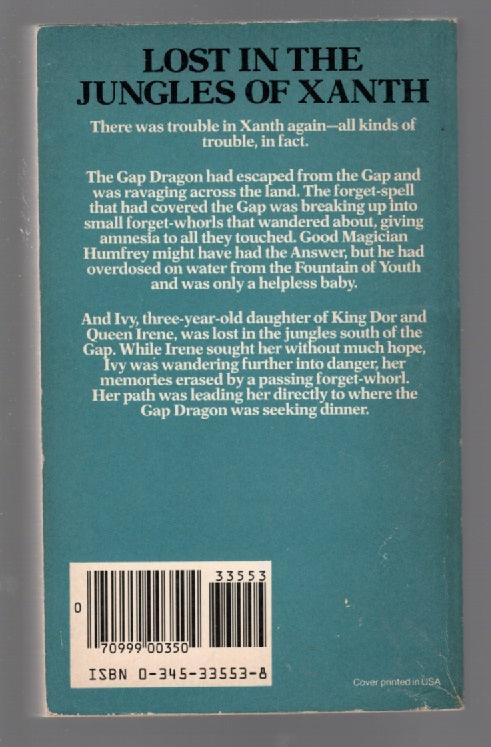 LOST IN THE
JUNGLES OF XANTH
There was trouble in Xanth again—all kinds of
trouble, in fact.
The Gap Dragon had escaped from the Gap and
was ravaging across the land. The forget-spell
that had covered the Gap was breaking up into
small forget-whorls that wandered about, giving
amnesia to all they touched. Good Magician
Humfrey might have had the Answer, but he had
overdosed on water from the Fountain of Youth
and was only a helpless baby.
And Ivy, three-year-old daughter of King Dor and
Queen Irene, was lost in the jungles south of the
Gap. While Irene sought her without much hope,
Ivy was wandering further into danger, her
memories erased by a passing forget-whorl.
Her path was leading her directly to where the
Gap Dragon was seeking dinner.
33553
0
70999 00350
ISBN 0-345-33553-8
Cover printed in USA